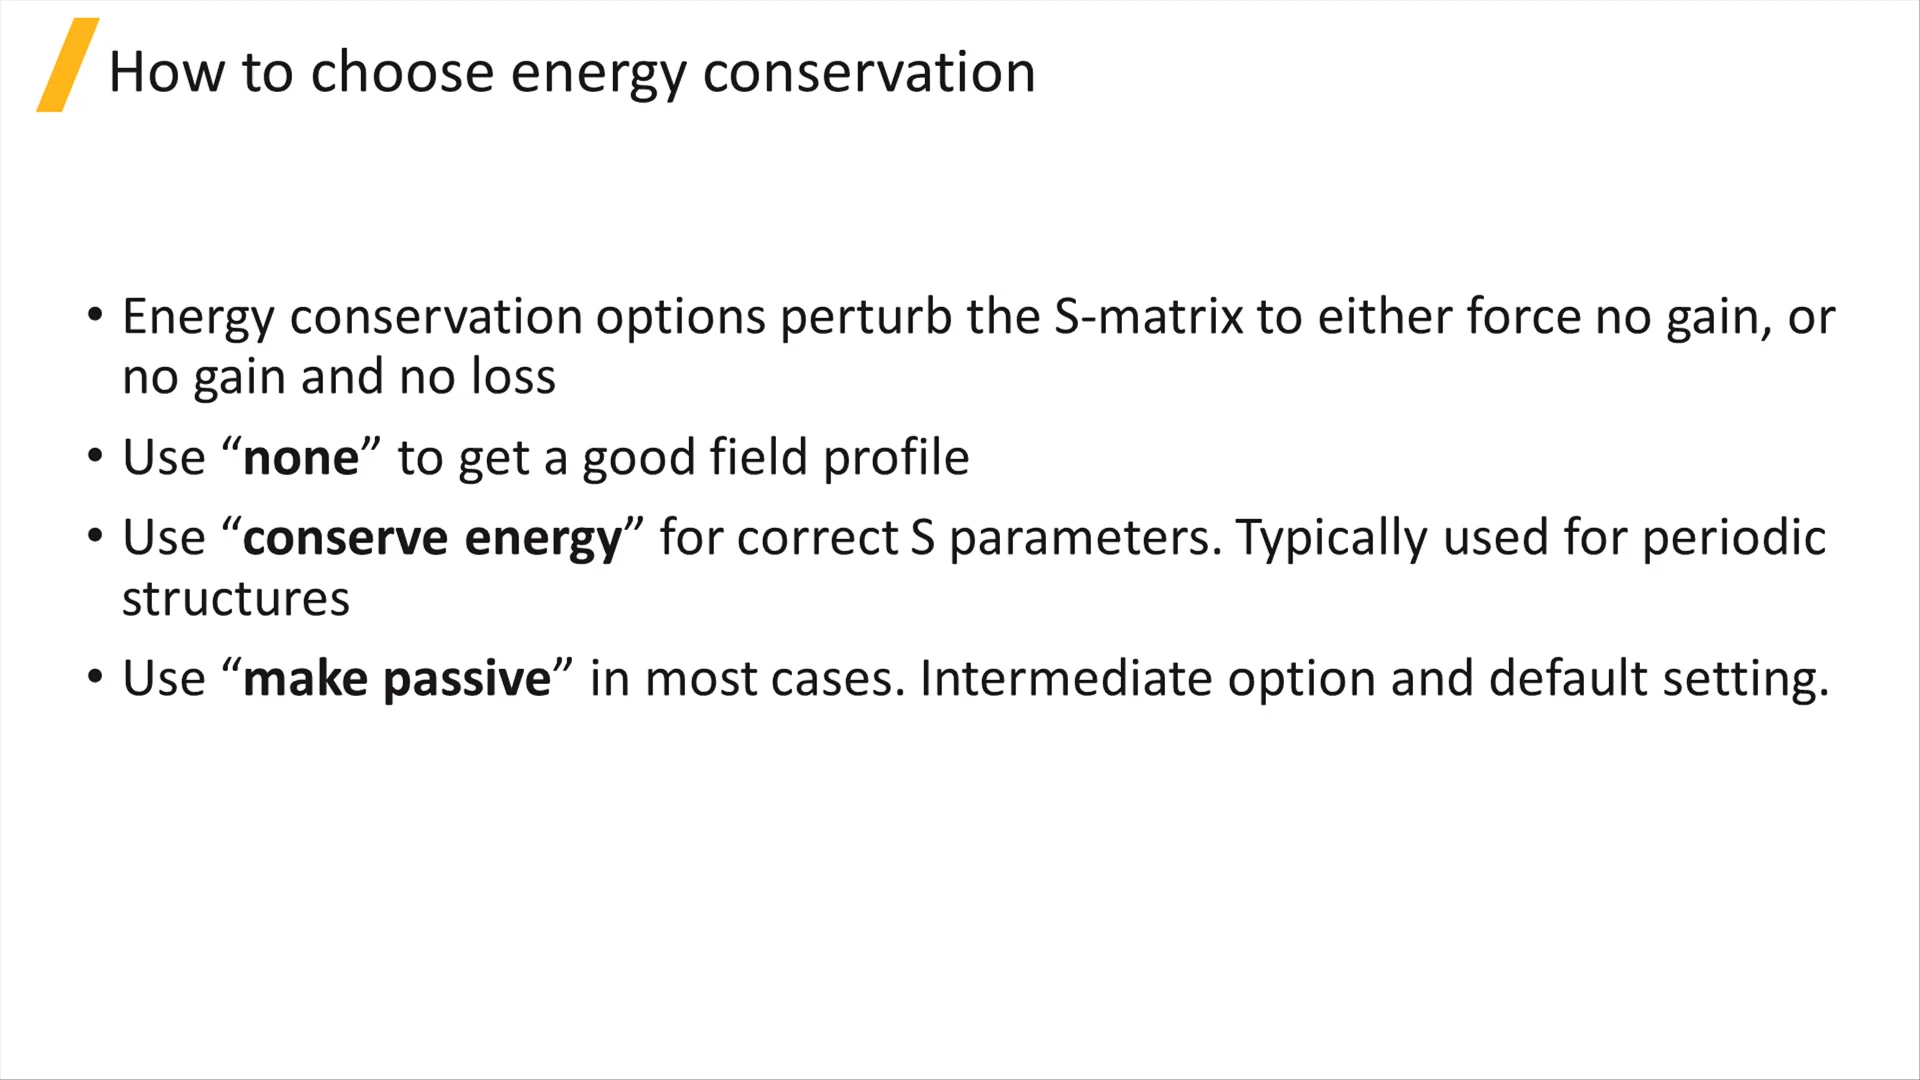 How to choose energy conservation
• Energy conservation options perturb the S-matrix to either force no gain, or
no gain and no loss
• Use “none” to get a good field profile
• Use “conserve energy” for correct S parameters. Typically used for periodic
structures
• Use “make passive” in most cases. Intermediate option and default setting.